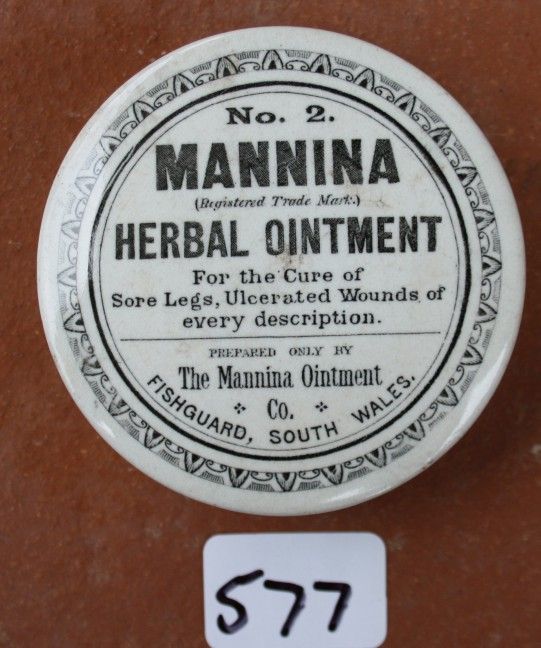 No. 2.
MANNINA
(Registered Trade Mark.)
HERBAL OINTMENT
For the Cure of
Sore Legs, Ulcerated Wounds of
every description.
PREPARED ONLY BY
The Mannina Ointment
Co.
FISHGUARD, SOUTH WALES.
577